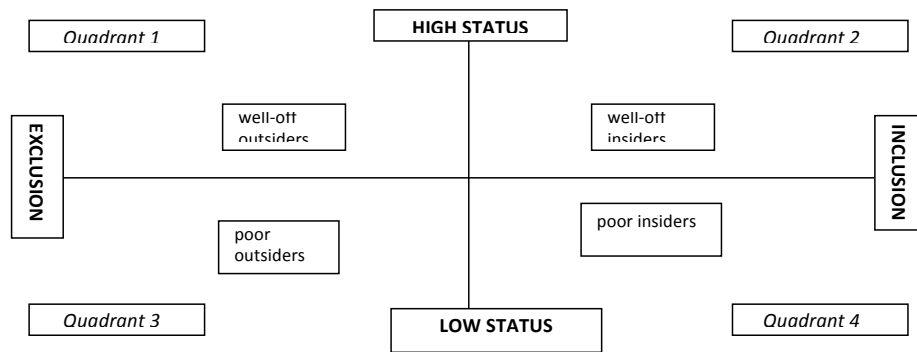 Quadrant 1
HIGH STATUS
Quadrant 2
well-off
outsiders
well-off
insiders
EXCLUSION
INCLUSION
poor
outsiders
poor insiders
Quadrant 3
LOW STATUS
Quadrant 4